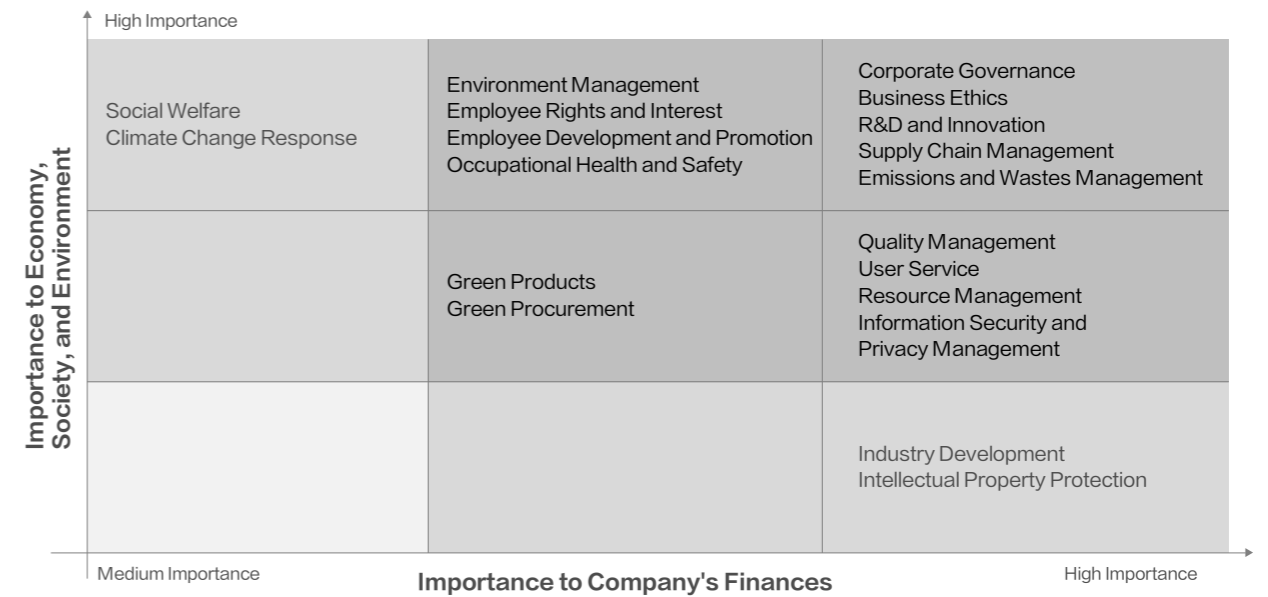 High Importance
Social Welfare
Climate Change Response
Environment Management
Employee Rights and Interest
Employee Development and Promotion
Occupational Health and Safety
Corporate Governance
Business Ethics
R&D and Innovation
Supply Chain Management
Emissions and Wastes Management
Importance to Economy,
Society, and Environment
Green Products
Green Procurement
Quality Management
User Service
Resource Management
Information Security and
Privacy Management
Industry Development
Intellectual Property Protection
Medium Importance
Importance to Company's Finances
High Importance